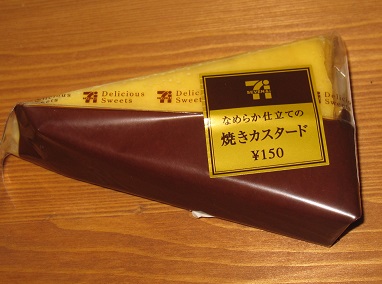 Delicious
Sweets
Delicious
Sweets
なめらか仕立ての
焼きカスタード
¥150